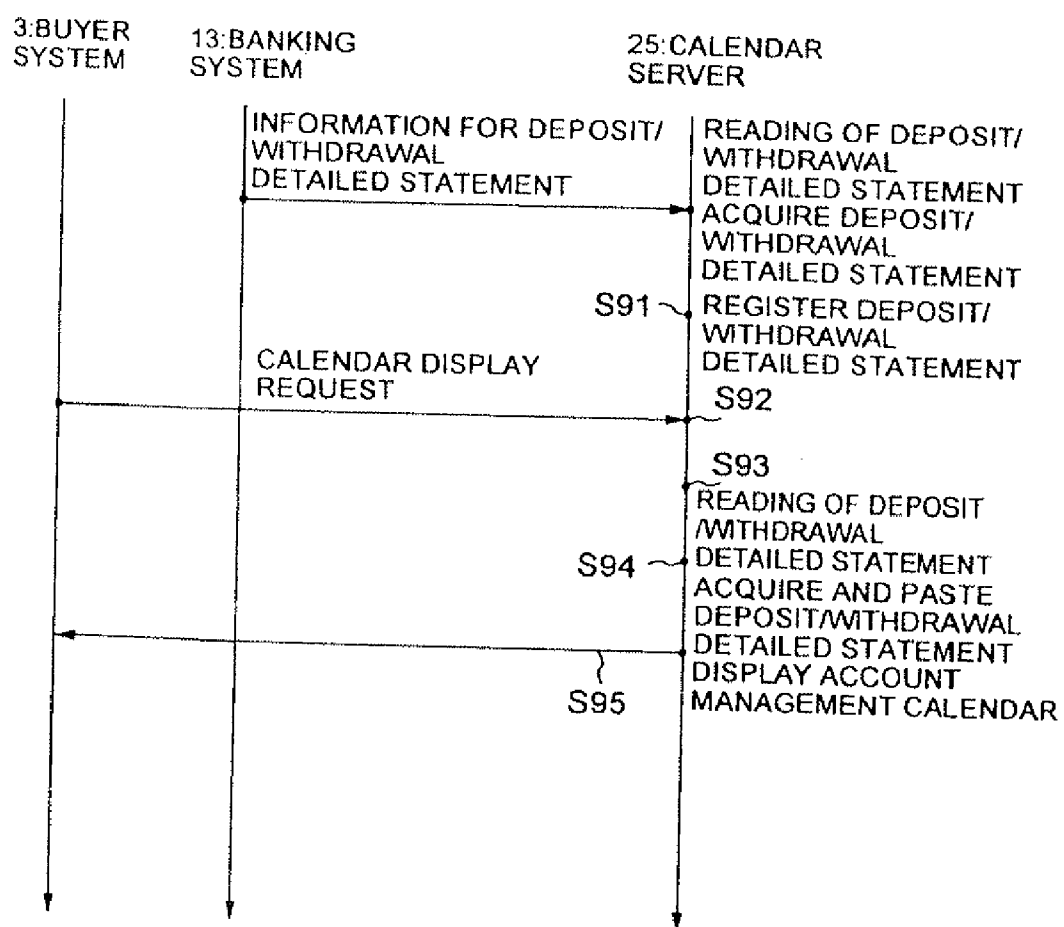 3:BUYER
SYSTEM
13:BANKING
SYSTEM
25:CALENDAR
SERVER
INFORMATION FOR DEPOSIT/
WITHDRAWAL
DETAILED STATEMENT
READING OF DEPOSIT/
WITHDRAWAL
DETAILED STATEMENT
ACQUIRE DEPOSIT/
WITHDRAWAL
DETAILED STATEMENT
S91
REGISTER DEPOSIT/
WITHDRAWAL
DETAILED STATEMENT
CALENDAR DISPLAY
REQUEST
S92
S93
READING OF DEPOSIT
/WITHDRAWAL
DETAILED STATEMENT
S94
ACQUIRE AND PASTE
DEPOSIT/WITHDRAWAL
DETAILED STATEMENT
DISPLAY ACCOUNT
MANAGEMENT CALENDAR
S95